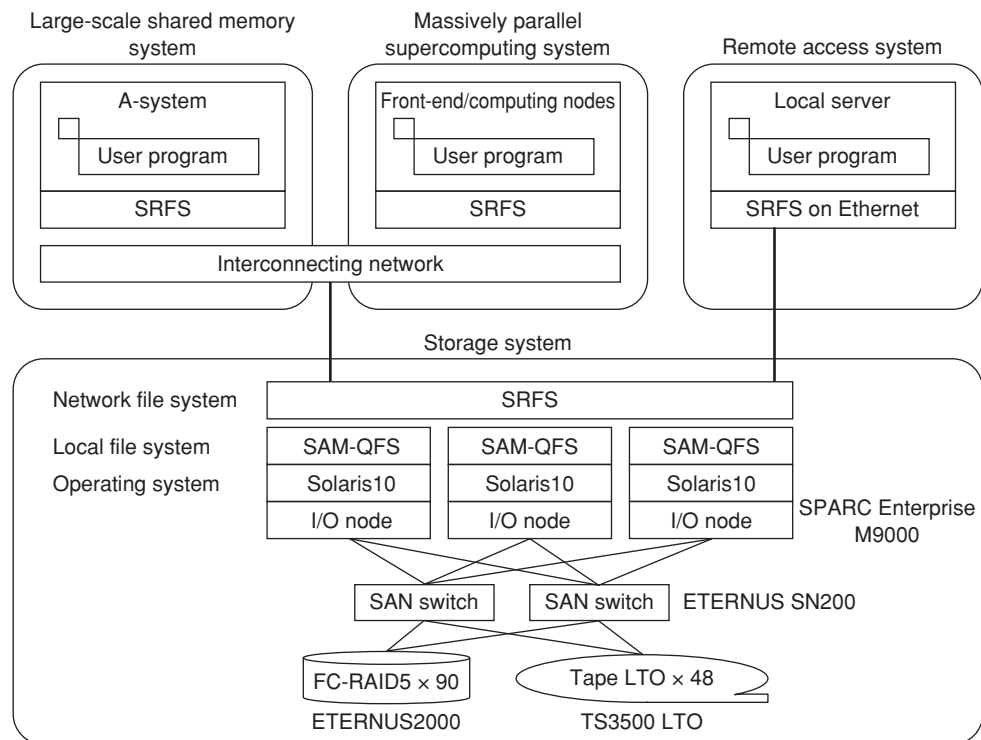 Large-scale shared memory
system
Massively parallel
supercomputing system
Remote access system
A-system
User program
SRFS
Front-end/computing nodes
User program
SRFS
Local server
User program
SRFS on Ethernet
Interconnecting network
Storage system
Network file system
SRFS
Local file system
SAM-QFS
SAM-QFS
SAM-QFS
Operating system
Solaris10
Solaris10
Solaris10
I/O node
I/O node
I/O node
SPARC Enterprise
M9000
SAN switch
SAN switch
ETERNUS SN200
FC-RAID5 × 90
Tape LTO × 48
ETERNUS2000
TS3500 LTO